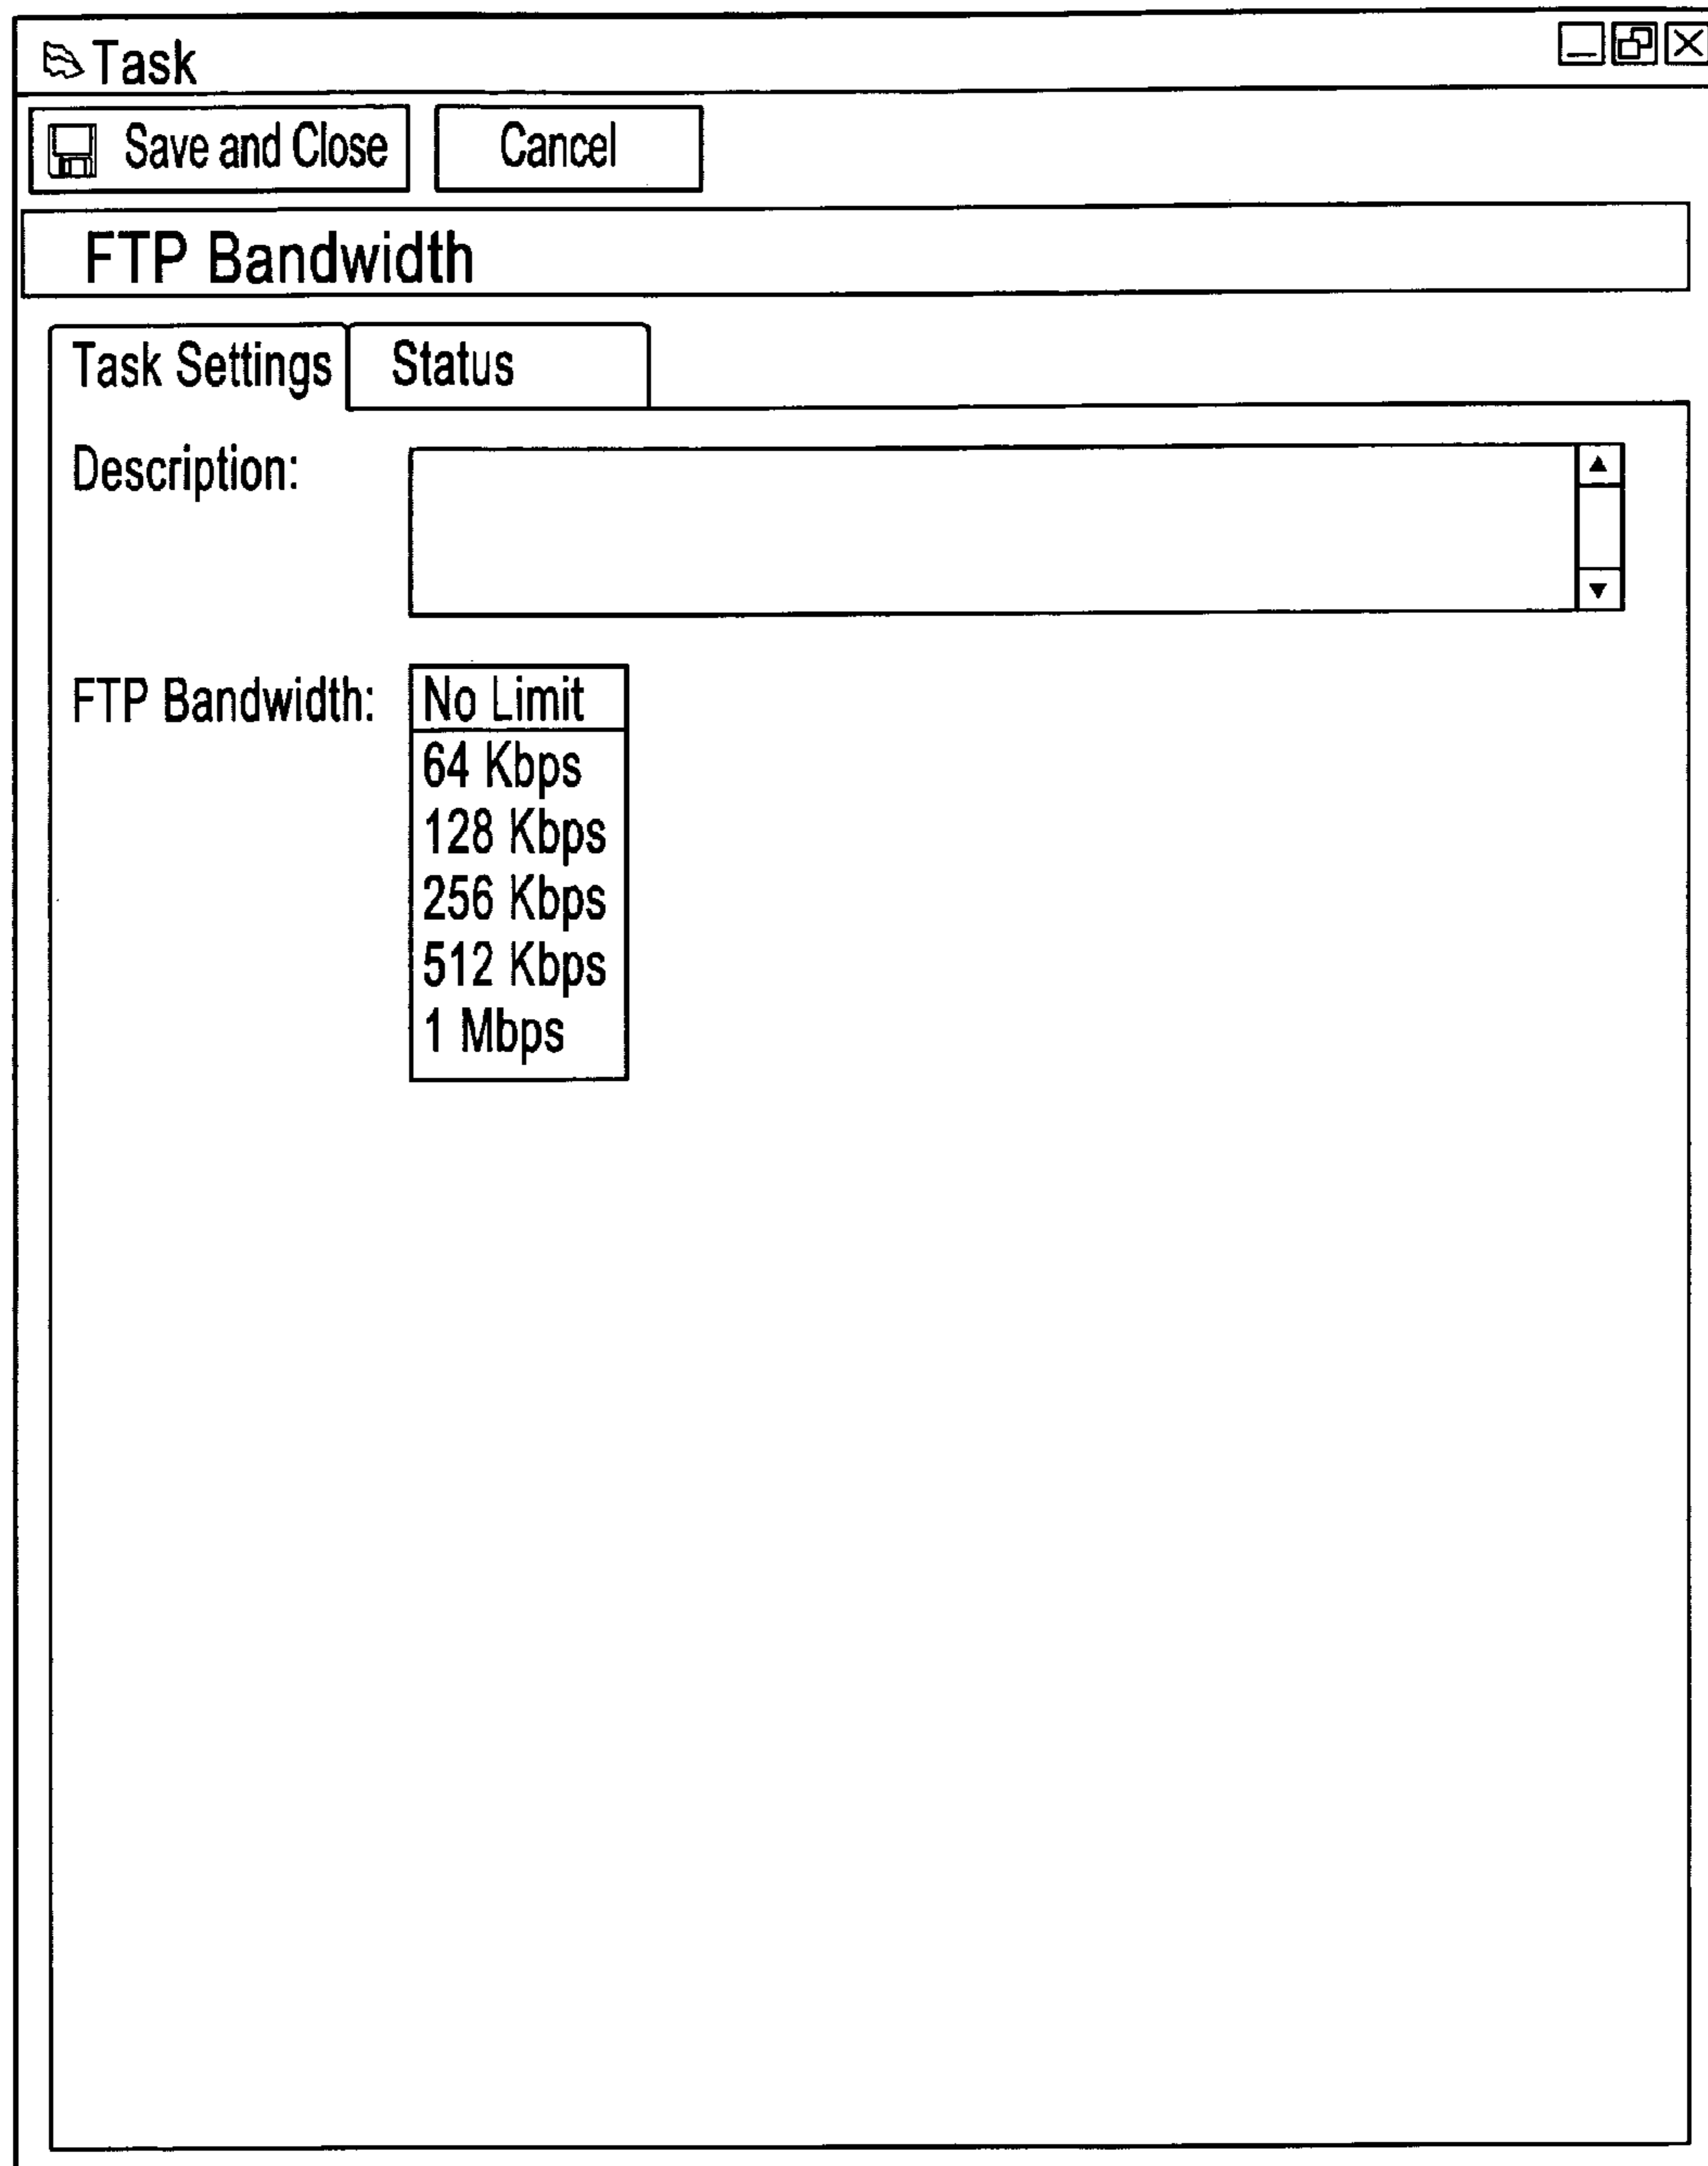 Task
Save and Close Cancel
FTP Bandwidth
Task Settings Status
Description:
FTP Bandwidth: No Limit
64 Kbps
128 Kbps
256 Kbps
512 Kbps
1 Mbps